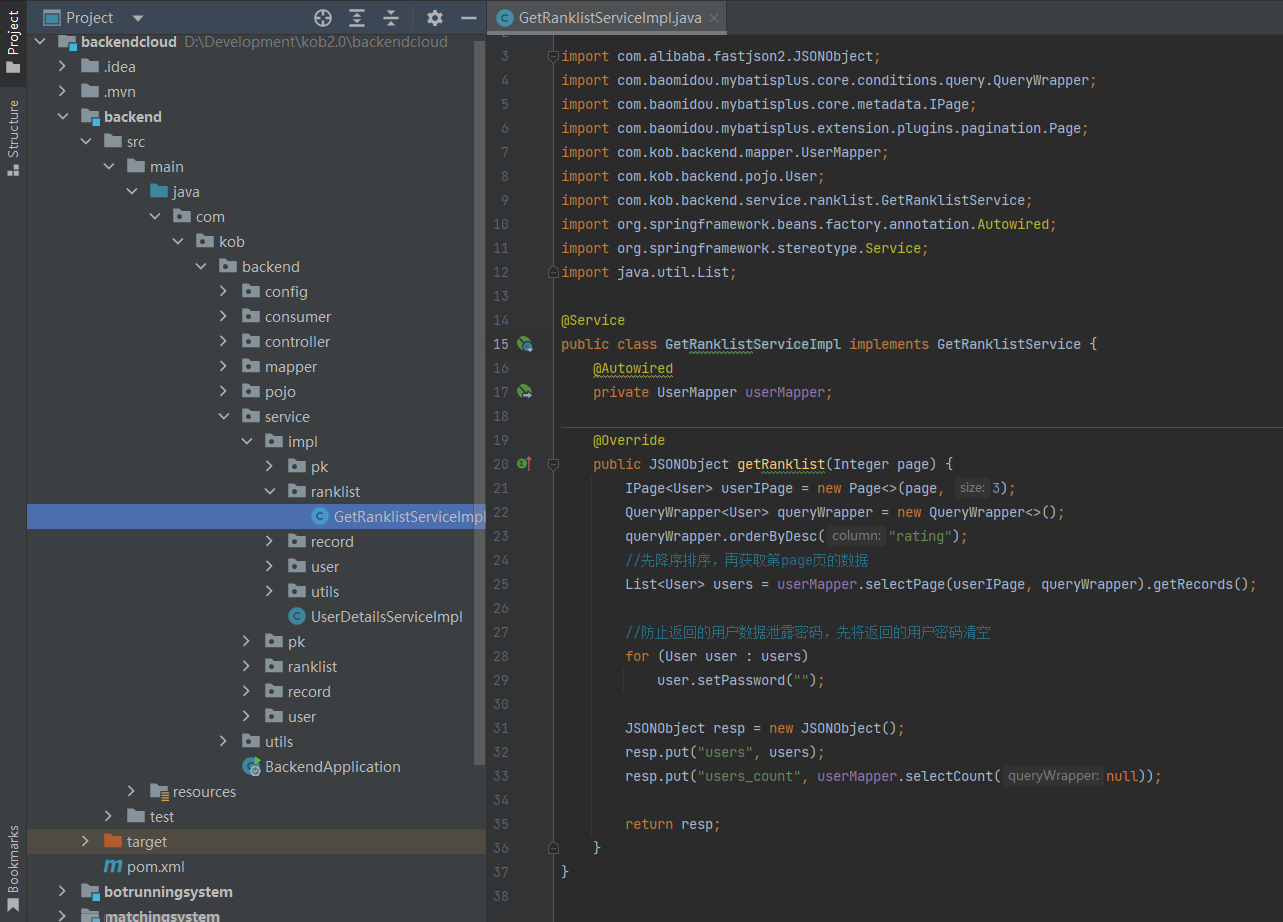 Project
Structure
Bookmarks
Project
backendcloud D:\Development\kob2.0\backendcloud
.idea
.mvn
backend
src
main
java
com
kob
backend
config
consumer
controller
mapper
pojo
service
impl
pk
ranklist
GetRanklistServiceImpl
record
user
utils
UserDetailsServiceImpl
pk
ranklist
record
user
utils
BackendApplication
resources
test
target
pom.xml
botrunningsystem
matchingsystem
GetRanklistServiceImpl.java
3 import com.alibaba.fastjson2.JSONObject;
4 import com.baomidou.mybatisplus.core.conditions.query.QueryWrapper;
5 import com.baomidou.mybatisplus.core.metadata.IPage;
6 import com.baomidou.mybatisplus.extension.plugins.pagination.Page;
7 import com.kob.backend.mapper.UserMapper;
8 import com.kob.backend.pojo.User;
9 import com.kob.backend.service.ranklist.GetRanklistService;
10 import org.springframework.beans.factory.annotation.Autowired;
11 import org.springframework.stereotype.Service;
12 import java.util.List;
13
14 @Service
15 public class GetRanklistServiceImpl implements GetRanklistService {
16 @Autowired
17 private UserMapper userMapper;
18
19 @Override
20 public JSONObject getRanklist(Integer page) {
21 IPage<User> userIPage = new Page<>(page, size: 3);
22 QueryWrapper<User> queryWrapper = new QueryWrapper<>();
23 queryWrapper.orderByDesc( column: "rating");
24 //先降序排序，再获取第page页的数据
25 List<User> users = userMapper.selectPage(userIPage, queryWrapper).getRecords();
26
27 //防止返回的用户数据泄露密码，先将返回的用户密码清空
28 for (User user : users)
29 user.setPassword("");
30
31 JSONObject resp = new JSONObject();
32 resp.put("users", users);
33 resp.put("users_count", userMapper.selectCount( queryWrapper: null));
34
35 return resp;
36 }
37 }
38